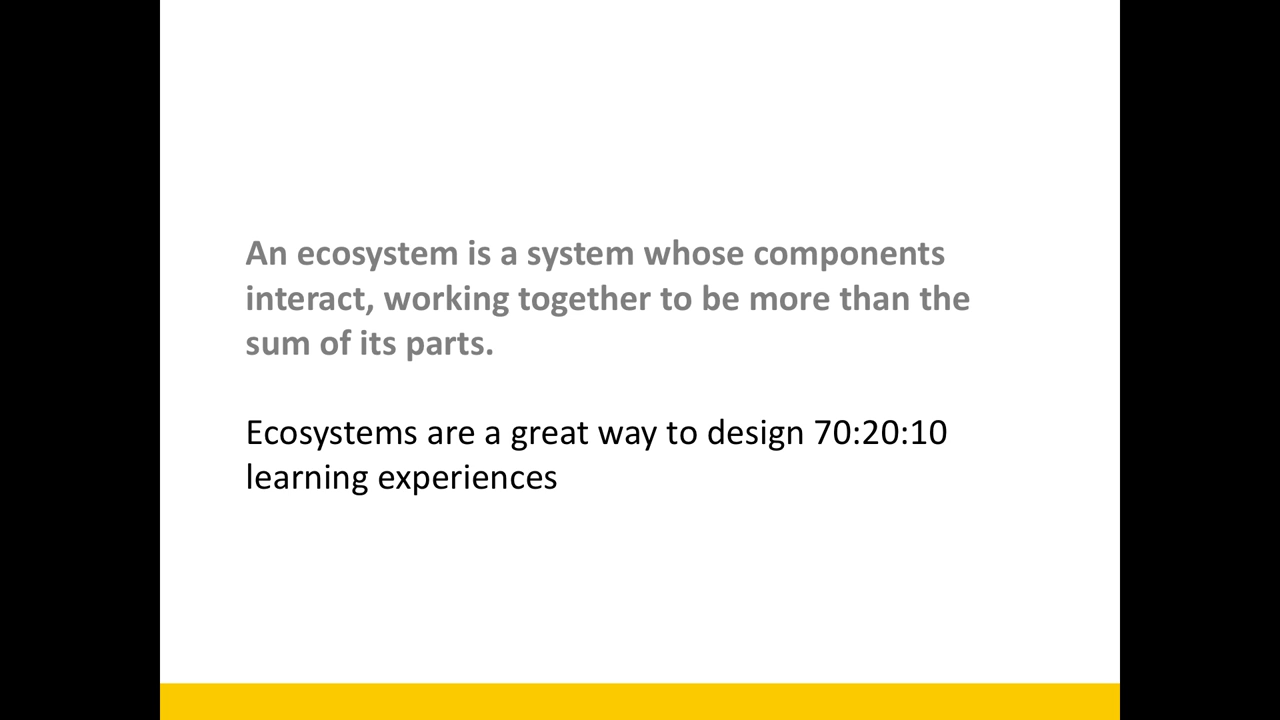 An ecosystem is a system whose components
interact, working together to be more than the
sum of its parts.
Ecosystems are a great way to design 70:20:10
learning experiences